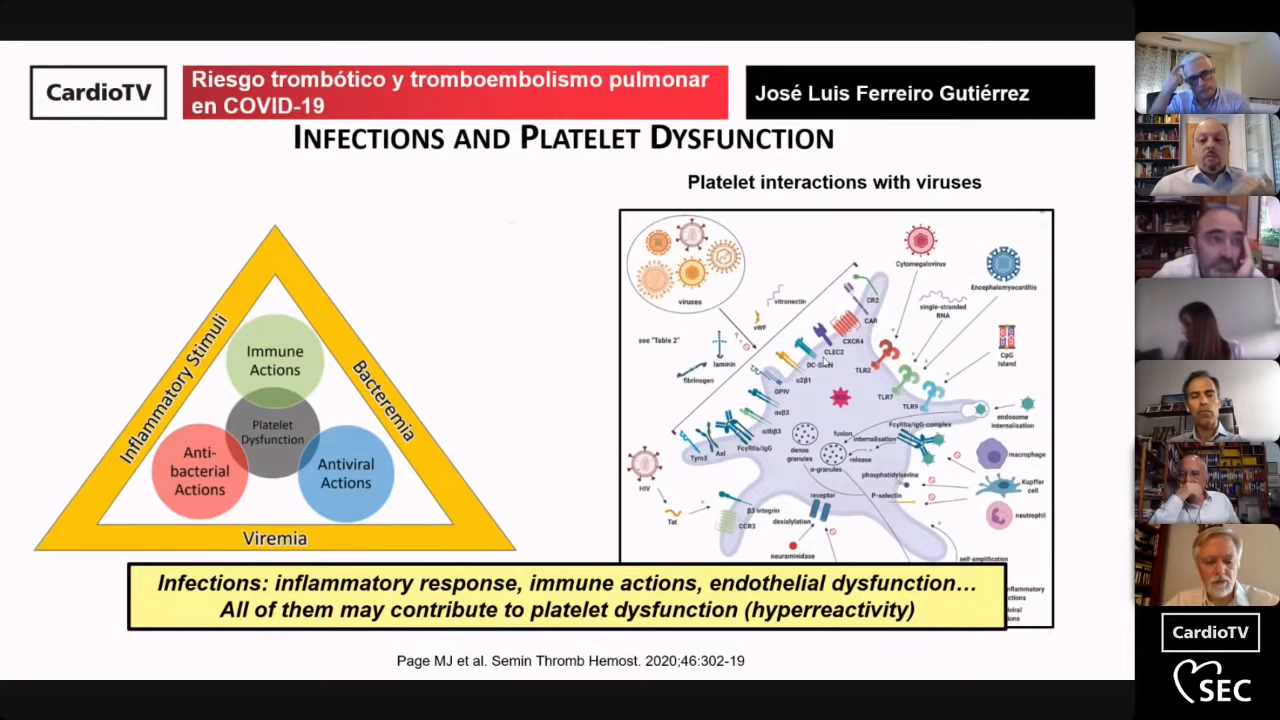 CardioTV
Riesgo trombótico y tromboembolismo pulmonar
en COVID-19
José Luis Ferreiro Gutiérrez
INFECTIONS AND PLATELET DYSFUNCTION
Platelet interactions with viruses
Inflammatory Stimuli
Bacteremia
Viremia
Immune
Actions
Platelet
Dysfunction
Anti-
bacterial
Actions
Antiviral
Actions
viruses
see "Table 2"
vitronectin
vWF
laminin
fibrinogen
CR2
CAR
CXCR4
CLEC2
DC-SIGN
α2β1
GPIV
αvβ3
αIIbβ3
FcγRIIa/IgG
Axl
Tyro3
Cytomegalovirus
Encephalomyocarditis
single-stranded
RNA
CpG
island
TLR2
TLR7
TLR9
endosome
internalisation
FcγRIIa/IgG-complex
fusion
internalisation
dense
granules
α-granules
release
phosphatidylserine
P-selectin
macrophage
Kupffer
cell
neutrophil
HIV
Tat
CCR3
β3 integrin
receptor
desialylation
neuraminidase
self-amplification
Infections: inflammatory response, immune actions, endothelial dysfunction…
All of then may contribute to platelet dysfunction (hyperreactivity)
Page MJ et al. Semin Thromb Hemost. 2020;46:302-19
CardioTV
SEC